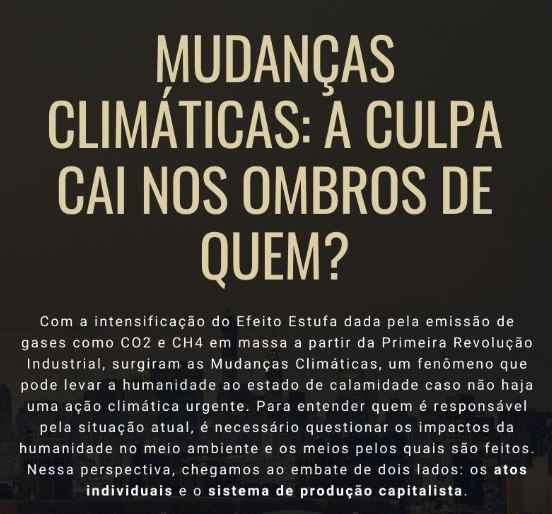 MUDANÇAS
CLIMÁTICAS: A CULPA
CAI NOS OMBROS DE
QUEM?
Com a intensificação do Efeito Estufa dada pela emissão de
gases como CO2 e CH4 em massa a partir da Primeira Revolução
Industrial, surgiram as Mudanças Climáticas, um fenômeno que
pode levar a humanidade ao estado de calamidade caso não haja
uma ação climática urgente. Para entender quem é responsável
pela situação atual, é necessário questionar os impactos da
humanidade no meio ambiente e os meios pelos quais são feitos.
Nessa perspectiva, chegamos ao embate de dois lados: os atos
individuais e o sistema de produção capitalista.